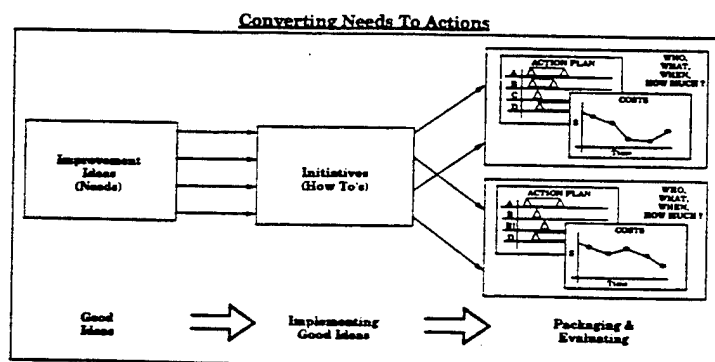 Converting Needs To Actions
Improvement
Ideas
(Needs)
Initiatives
(How To's)
ACTION PLAN
A
B
C
D
WHO,
WHAT,
WHEN,
HOW MUCH ?
COSTS
$
Time
ACTION PLAN
A
B
D
WHO,
WHAT,
WHEN,
HOW MUCH ?
COSTS
$
Time
Good
Ideas
Implementing
Good Ideas
Packaging &
Evaluating